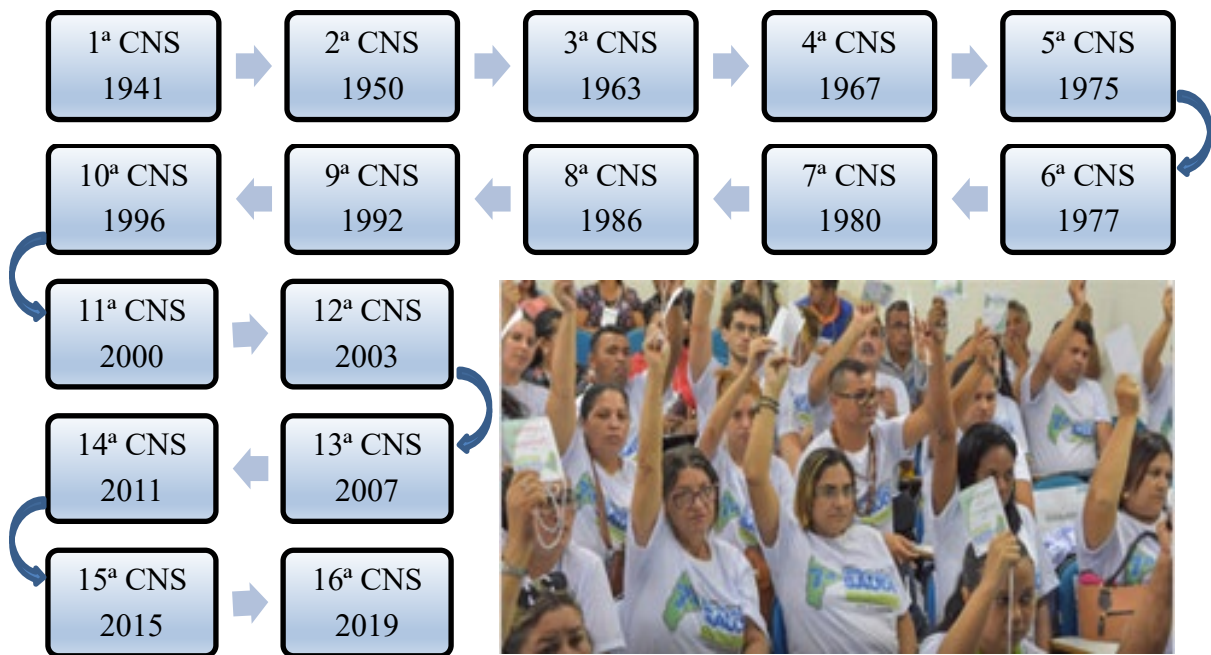 1ª CNS
1941
2ª CNS
1950
3ª CNS
1963
4ª CNS
1967
5ª CNS
1975
6ª CNS
1977
7ª CNS
1980
8ª CNS
1986
9ª CNS
1992
10ª CNS
1996
11ª CNS
2000
12ª CNS
2003
13ª CNS
2007
14ª CNS
2011
15ª CNS
2015
16ª CNS
2019